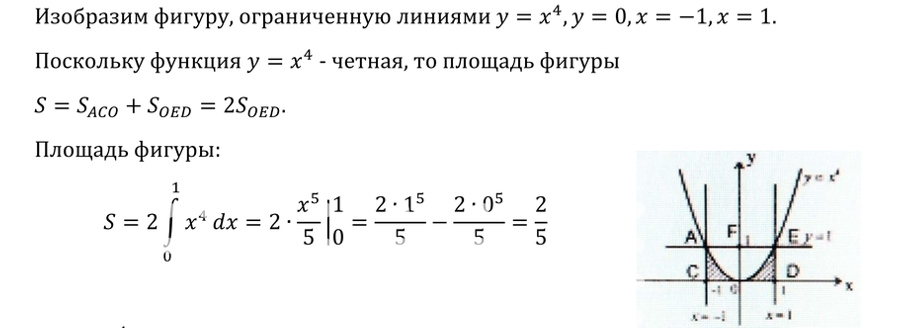 Изобразим фигуру, ограниченную линиями y = x⁴, y = 0, x = −1, x = 1.
Поскольку функция y = x⁴ - четная, то площадь фигуры
S = S_ACO + S_OED = 2S_OED.
Площадь фигуры:
S = 2 ∫₀¹ x⁴ dx = 2 · x⁵/5 |₀¹ = 2 · 1⁵/5 − 2 · 0⁵/5 = 2/5
y
y = x⁴
A F E y=1
1
C D
-1 0 1 x
x = -1 x=1